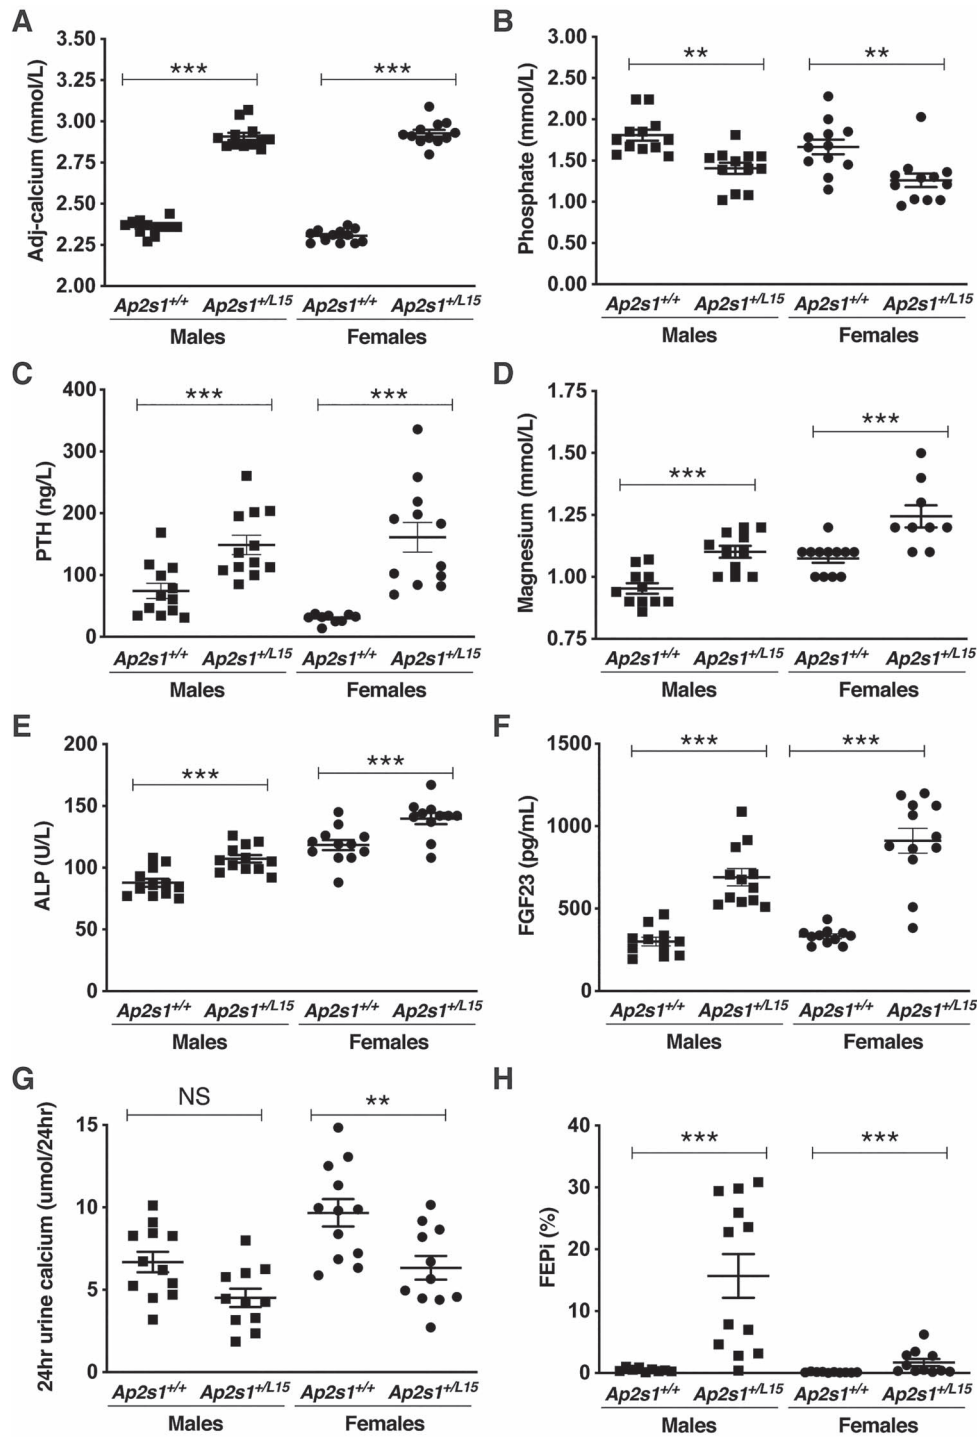 A
Adj-calcium (mmol/L)
3.50
3.25
3.00
2.75
2.50
2.25
2.00
***
***
Ap2s1+/+ Ap2s1+/L15 Ap2s1+/+ Ap2s1+/L15
Males Females
B
Phosphate (mmol/L)
3.00
2.50
2.00
1.50
1.00
0.50
0.00
**
**
Ap2s1+/+ Ap2s1+/L15 Ap2s1+/+ Ap2s1+/L15
Males Females
C
PTH (ng/L)
400
300
200
100
0
***
***
Ap2s1+/+ Ap2s1+/L15 Ap2s1+/+ Ap2s1+/L15
Males Females
D
Magnesium (mmol/L)
1.75
1.50
1.25
1.00
0.75
***
***
Ap2s1+/+ Ap2s1+/L15 Ap2s1+/+ Ap2s1+/L15
Males Females
E
ALP (U/L)
200
150
100
50
0
***
***
Ap2s1+/+ Ap2s1+/L15 Ap2s1+/+ Ap2s1+/L15
Males Females
F
FGF23 (pg/mL)
1500
1000
500
0
***
***
Ap2s1+/+ Ap2s1+/L15 Ap2s1+/+ Ap2s1+/L15
Males Females
G
24hr urine calcium (umol/24hr)
15
10
5
0
NS
**
Ap2s1+/+ Ap2s1+/L15 Ap2s1+/+ Ap2s1+/L15
Males Females
H
FEPi (%)
40
30
20
10
0
***
***
Ap2s1+/+ Ap2s1+/L15 Ap2s1+/+ Ap2s1+/L15
Males Females